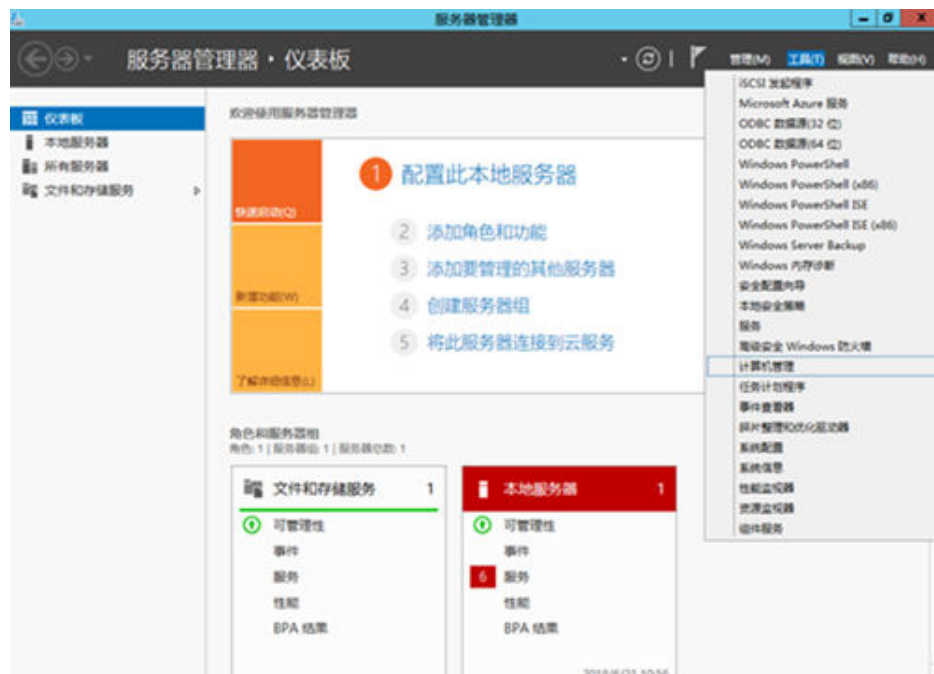 服务器管理器
服务器管理器 · 仪表板
管理(M) 工具(T) 视图(V) 帮助(H)
仪表板
本地服务器
所有服务器
文件和存储服务
欢迎使用服务器管理器
快速启动(Q)
新增功能(W)
了解详细信息(L)
1 配置此本地服务器
2 添加角色和功能
3 添加要管理的其他服务器
4 创建服务器组
5 将此服务器连接到云服务
角色和服务器组
角色: 1 | 服务器组: 1 | 服务器总数: 1
文件和存储服务 1
可管理性
事件
服务
性能
BPA 结果
本地服务器 1
可管理性
事件
6 服务
性能
BPA 结果
iSCSI 发起程序
Microsoft Azure 服务
ODBC 数据源(32 位)
ODBC 数据源(64 位)
Windows PowerShell
Windows PowerShell (x86)
Windows PowerShell ISE
Windows PowerShell ISE (x86)
Windows Server Backup
Windows 内存诊断
安全配置向导
本地安全策略
服务
高级安全 Windows 防火墙
计算机管理
任务计划程序
事件查看器
碎片整理和优化驱动器
系统配置
系统信息
性能监视器
资源监视器
组件服务